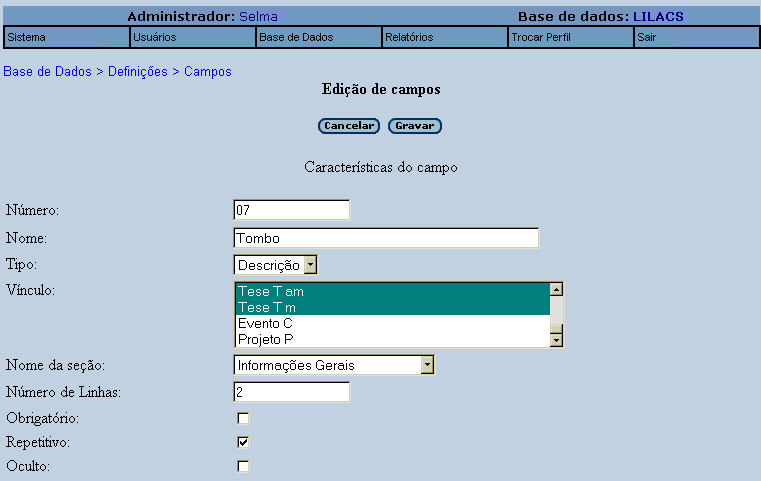 Administrador: Selma Base de dados: LILACS
Sistema Usuários Base de Dados Relatórios Trocar Perfil Sair
Base de Dados > Definições > Campos
Edição de campos
Cancelar Gravar
Características do campo
Número: 07
Nome: Tombo
Tipo: Descrição
Vínculo: Tese T am
Tese T m
Evento C
Projeto P
Nome da seção: Informações Gerais
Número de Linhas: 2
Obrigatório:
Repetitivo:
Oculto: